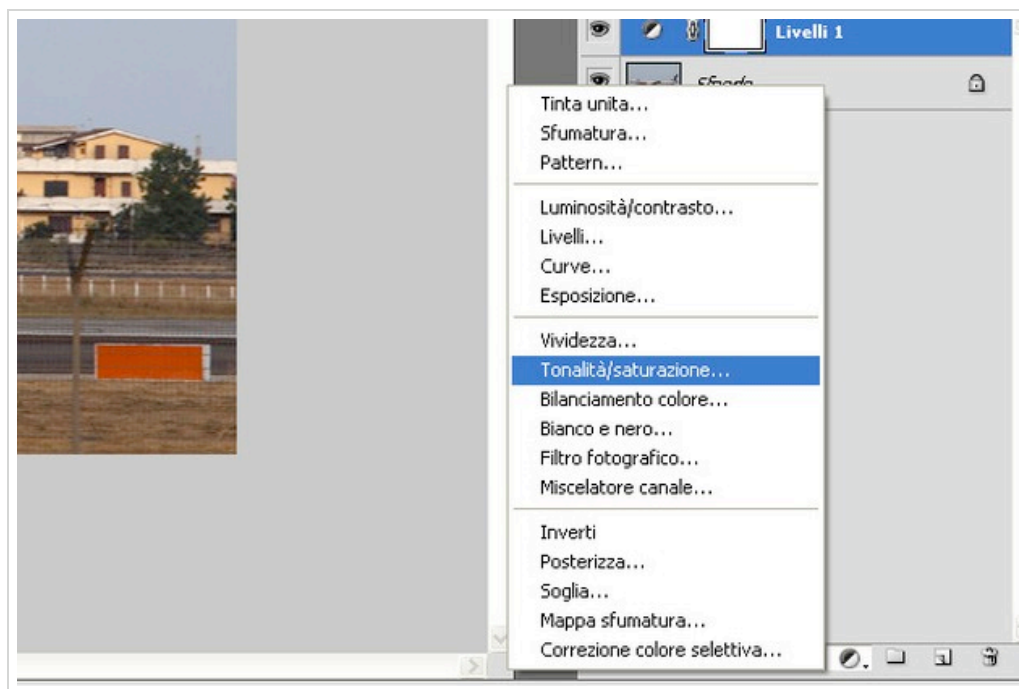 Livelli 1
Sfondo
Tinta unita...
Sfumatura...
Pattern...
Luminosità/contrasto...
Livelli...
Curve...
Esposizione...
Vividezza...
Tonalità/saturazione...
Bilanciamento colore...
Bianco e nero...
Filtro fotografico...
Miscelatore canale...
Inverti
Posterizza...
Soglia...
Mappa sfumatura...
Correzione colore selettiva...